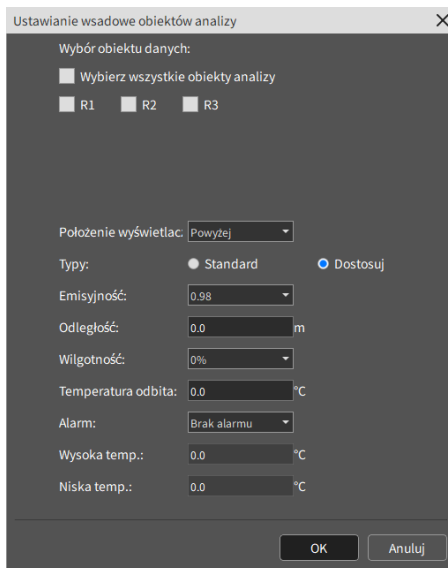 Ustawianie wsadowe obiektów analizy
Wybór obiektu danych:
Wybierz wszystkie obiekty analizy
R1 R2 R3
Położenie wyświetlac: Powyżej
Typy: Standard Dostosuj
Emisyjność: 0.98
Odległość: 0.0 m
Wilgotność: 0%
Temperatura odbita: 0.0 °C
Alarm: Brak alarmu
Wysoka temp.: 0.0 °C
Niska temp.: 0.0 °C
OK Anuluj